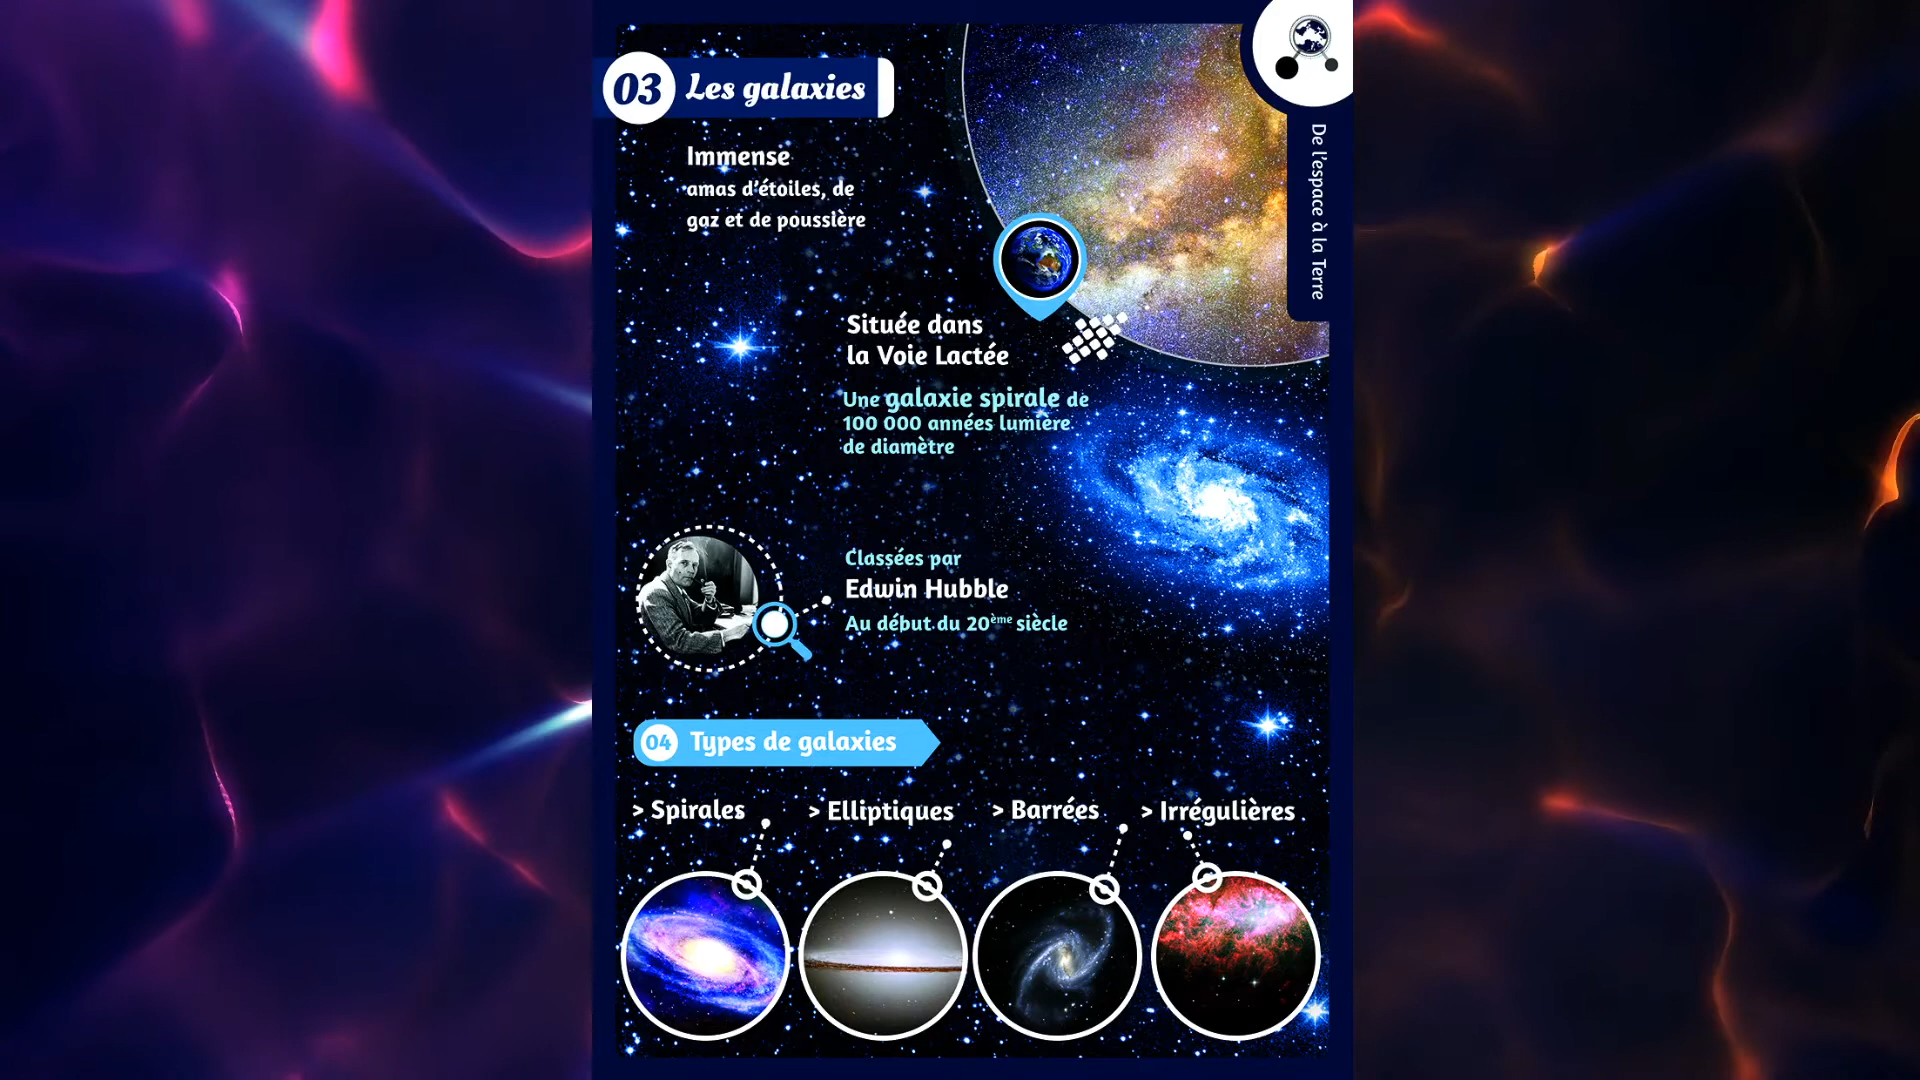 03 Les galaxies
Immense
amas d'étoiles, de
gaz et de poussière
De l'espace à la Terre
Située dans
la Voie Lactée
Une galaxie spirale de
100 000 années lumière
de diamètre
Classées par
Edwin Hubble
Au début du 20ème siècle
04 Types de galaxies
> Spirales
> Elliptiques
> Barrées
> Irrégulières